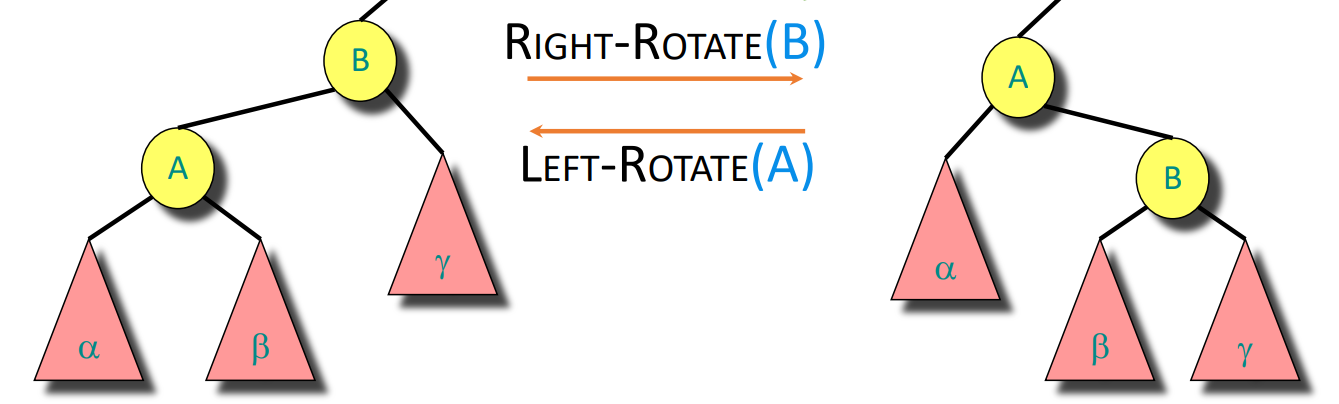 B
RIGHT-ROTATE(B)
A
A
LEFT-ROTATE(A)
B
γ
α
α
β
β
γ